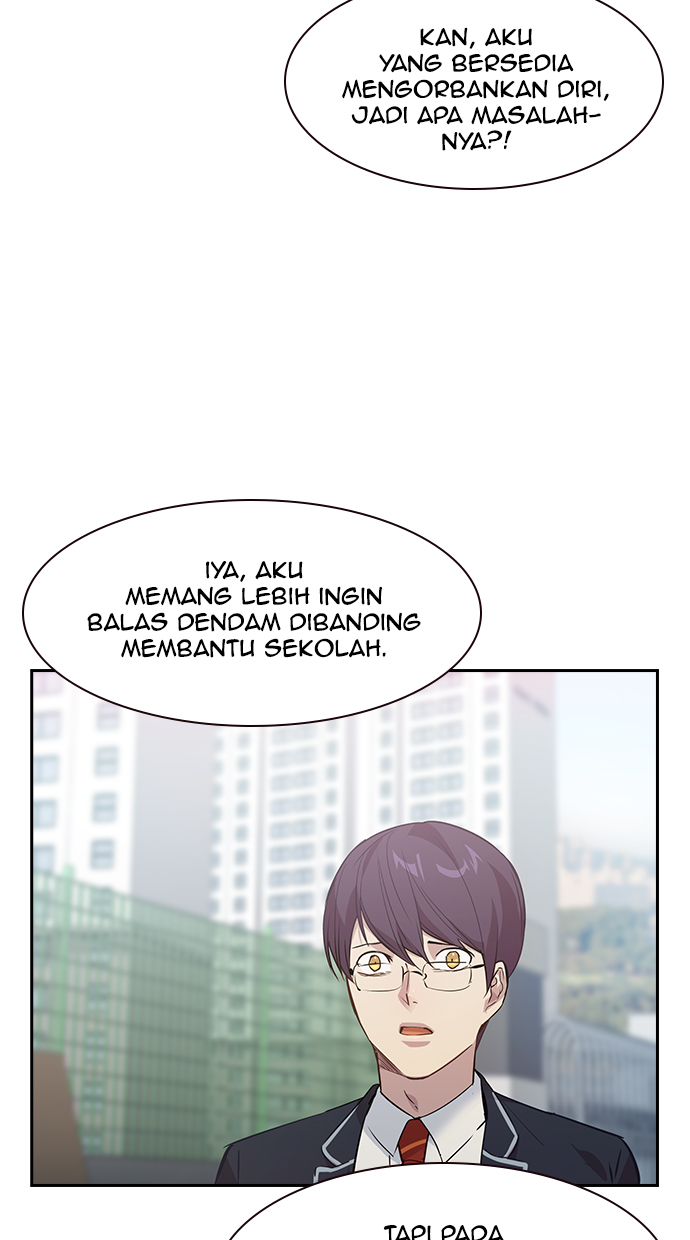 KAN, AKU
YANG BERSEDIA
MENGORBANKAN DIRI,
JADI APA MASALAH-
NYA?!
IYA, AKU
MEMANG LEBIH INGIN
BALAS DENDAM DIBANDING
MEMBANTU SEKOLAH.
TAPI PADA